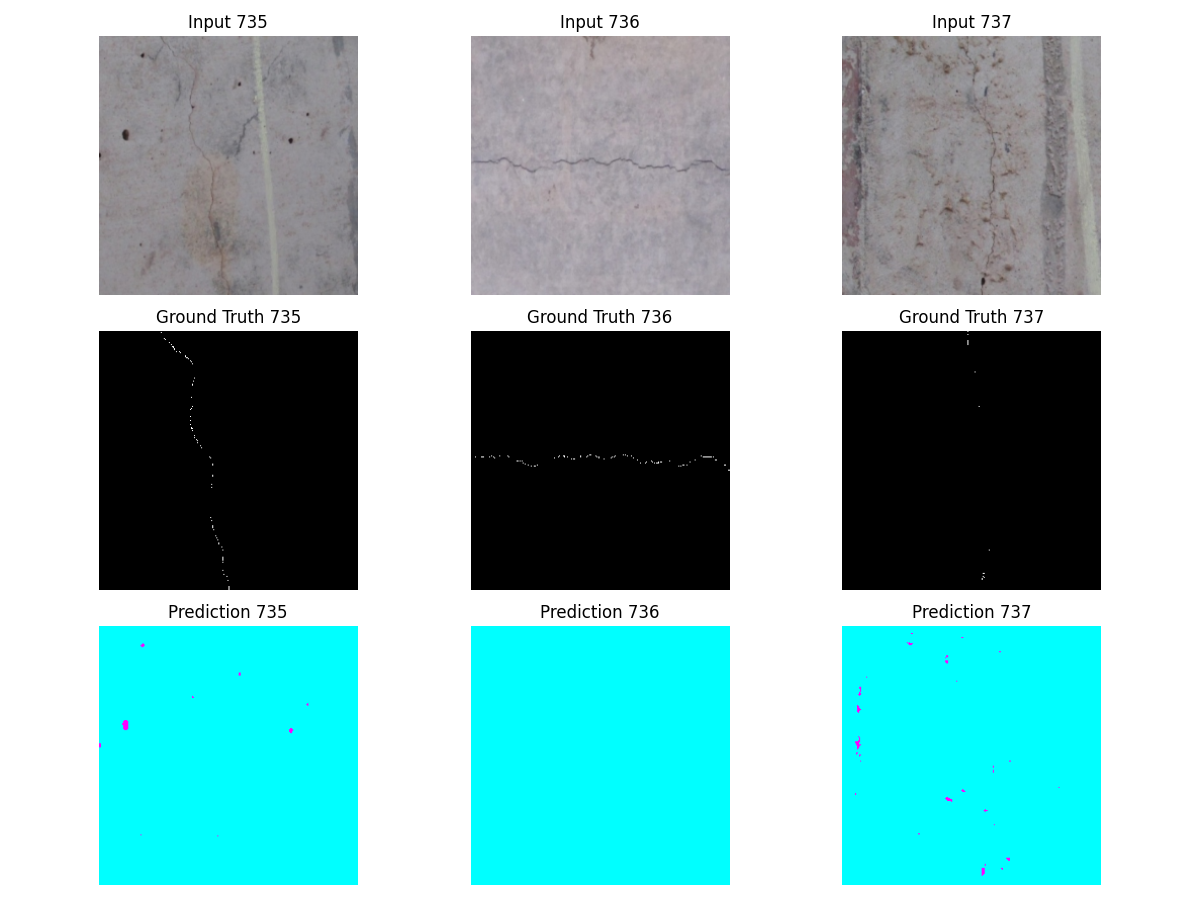 Input 735
Input 736
Input 737
Ground Truth 735
Ground Truth 736
Ground Truth 737
Prediction 735
Prediction 736
Prediction 737